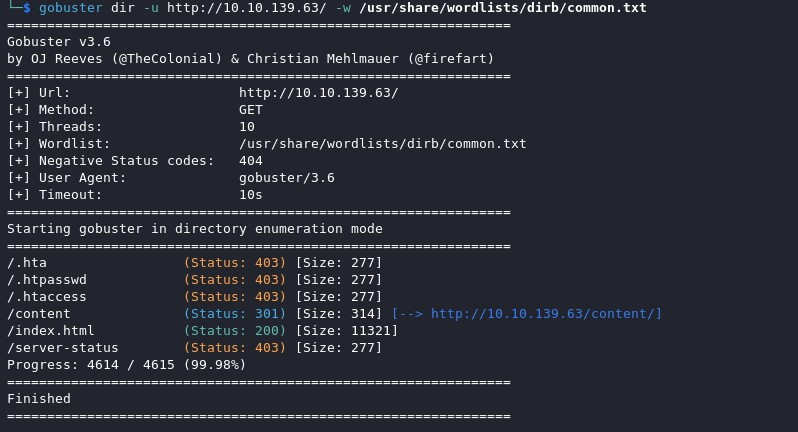 └─$ gobuster dir -u http://10.10.139.63/ -w /usr/share/wordlists/dirb/common.txt
===============================================================
Gobuster v3.6
by OJ Reeves (@TheColonial) & Christian Mehlmauer (@firefart)
===============================================================
[+] Url:                     http://10.10.139.63/
[+] Method:                  GET
[+] Threads:                 10
[+] Wordlist:                /usr/share/wordlists/dirb/common.txt
[+] Negative Status codes:   404
[+] User Agent:              gobuster/3.6
[+] Timeout:                 10s
===============================================================
Starting gobuster in directory enumeration mode
===============================================================
/.hta                 (Status: 403) [Size: 277]
/.htpasswd            (Status: 403) [Size: 277]
/.htaccess            (Status: 403) [Size: 277]
/content              (Status: 301) [Size: 314] [--> http://10.10.139.63/content/]
/index.html           (Status: 200) [Size: 11321]
/server-status        (Status: 403) [Size: 277]
Progress: 4614 / 4615 (99.98%)
===============================================================
Finished
===============================================================